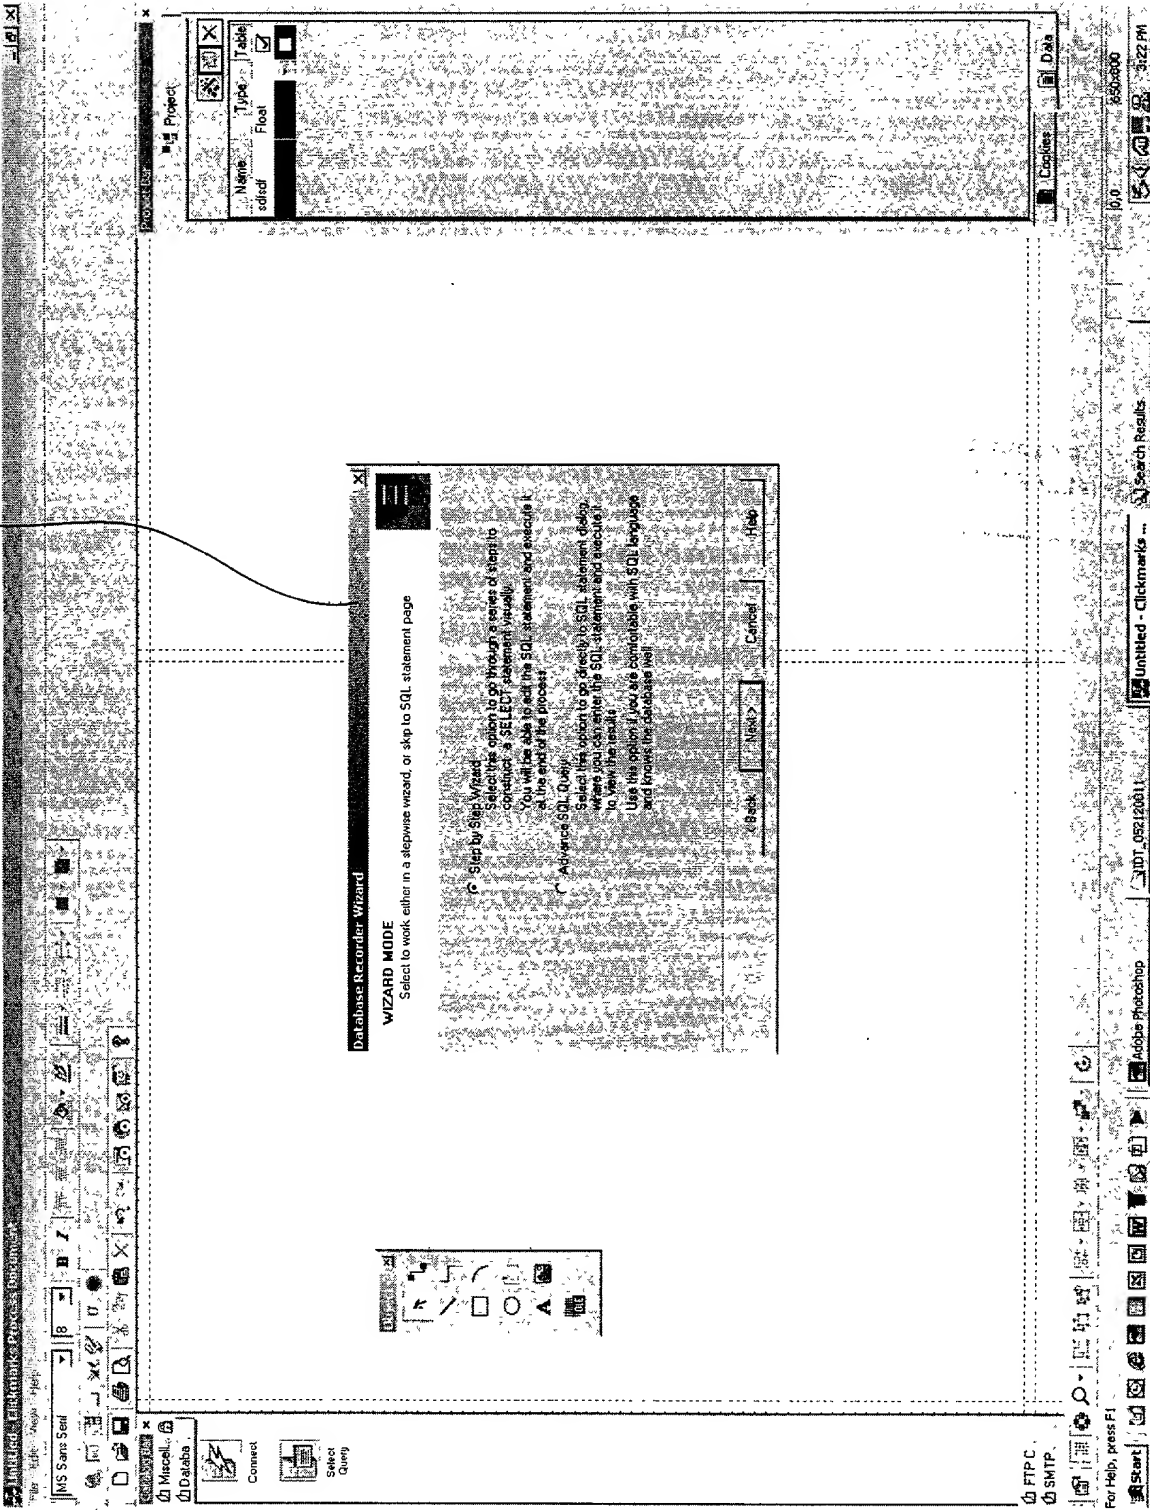 Untitled - Clickmarks Process Document
File Edit View Help
MS Sans Serif
8
B I U
Miscell..
Databa
Connect
Select
Query
FTP C.
SMTP
Database Recorder Wizard
WIZARD MODE
Select to work either in a stepwise wizard, or skip to SQL statement page
Step by Step Wizard
Select this option to go through a series of steps to
construct a SELECT statement visually.
You will be able to edit the SQL statement and execute it
at the end of the process.
Advance SQL Query
Select this option to go directly to SQL statement dialog,
where you can enter the SQL statement and execute it
to view the results.
Use this option if you are comfortable with SQL language
and knows the database well.
< Back
Next >
Cancel
Help
Project
Name Type Table
sdfsdf Float
Cookies
Data
For Help, press F1
0,0
650x800
Start
Adobe Photoshop
IDT_052120011
Untitled - Clickmarks ...
Search Results
3:22 PM